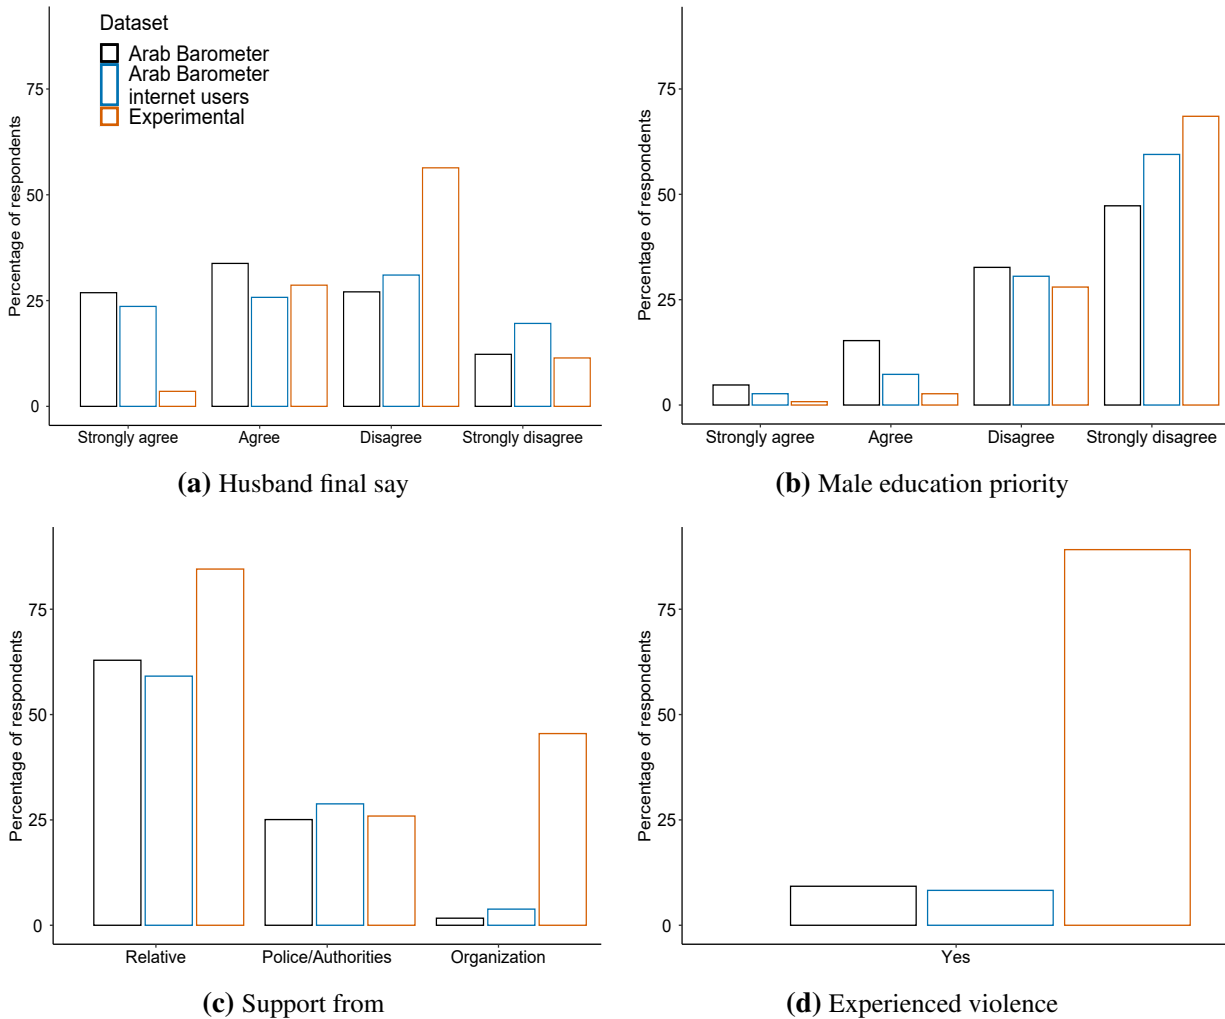 Dataset
Arab Barometer
Arab Barometer
internet users
Experimental
Percentage of respondents
75
50
25
0
Strongly agree
Agree
Disagree
Strongly disagree
(a) Husband final say
Percentage of respondents
75
50
25
0
Strongly agree
Agree
Disagree
Strongly disagree
(b) Male education priority
Percentage of respondents
75
50
25
0
Relative
Police/Authorities
Organization
(c) Support from
Percentage of respondents
75
50
25
0
Yes
(d) Experienced violence